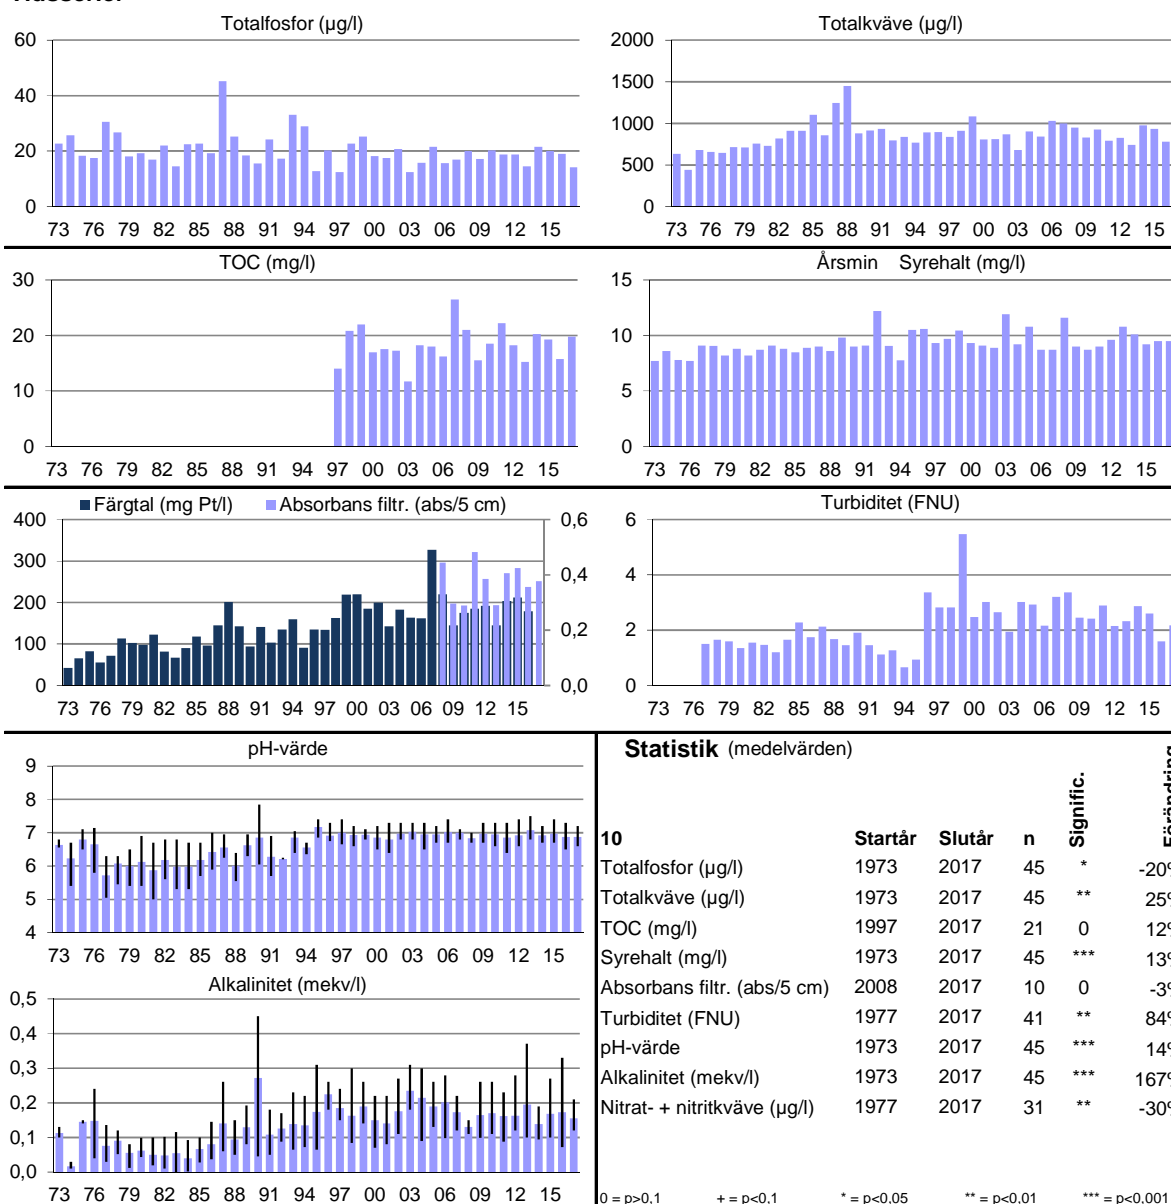 Totalfosfor (µg/l)
60
40
20
0
73 76 79 82 85 88 91 94 97 00 03 06 09 12 15
Totalkväve (µg/l)
2000
1500
1000
500
0
73 76 79 82 85 88 91 94 97 00 03 06 09 12 15
TOC (mg/l)
30
20
10
0
73 76 79 82 85 88 91 94 97 00 03 06 09 12 15
Årsmin Syrehalt (mg/l)
15
10
5
0
73 76 79 82 85 88 91 94 97 00 03 06 09 12 15
Färgtal (mg Pt/l) Absorbans filtr. (abs/5 cm)
400
300
200
100
0
0,6
0,4
0,2
0,0
73 76 79 82 85 88 91 94 97 00 03 06 09 12 15
Turbiditet (FNU)
6
4
2
0
73 76 79 82 85 88 91 94 97 00 03 06 09 12 15
pH-värde
9
8
7
6
5
4
73 76 79 82 85 88 91 94 97 00 03 06 09 12 15
Alkalinitet (mekv/l)
0,5
0,4
0,3
0,2
0,1
0,0
73 76 79 82 85 88 91 94 97 00 03 06 09 12 15
Statistik (medelvärden)
10 Startår Slutår n Signific. Förändring
Totalfosfor (µg/l) 1973 2017 45 * -20%
Totalkväve (µg/l) 1973 2017 45 ** 25%
TOC (mg/l) 1997 2017 21 0 12%
Syrehalt (mg/l) 1973 2017 45 *** 13%
Absorbans filtr. (abs/5 cm) 2008 2017 10 0 -3%
Turbiditet (FNU) 1977 2017 41 ** 84%
pH-värde 1973 2017 45 *** 14%
Alkalinitet (mekv/l) 1973 2017 45 *** 167%
Nitrat- + nitritkväve (µg/l) 1977 2017 31 ** -30%
0 = p>0,1 + = p<0,1 * = p<0,05 ** = p<0,01 *** = p<0,001